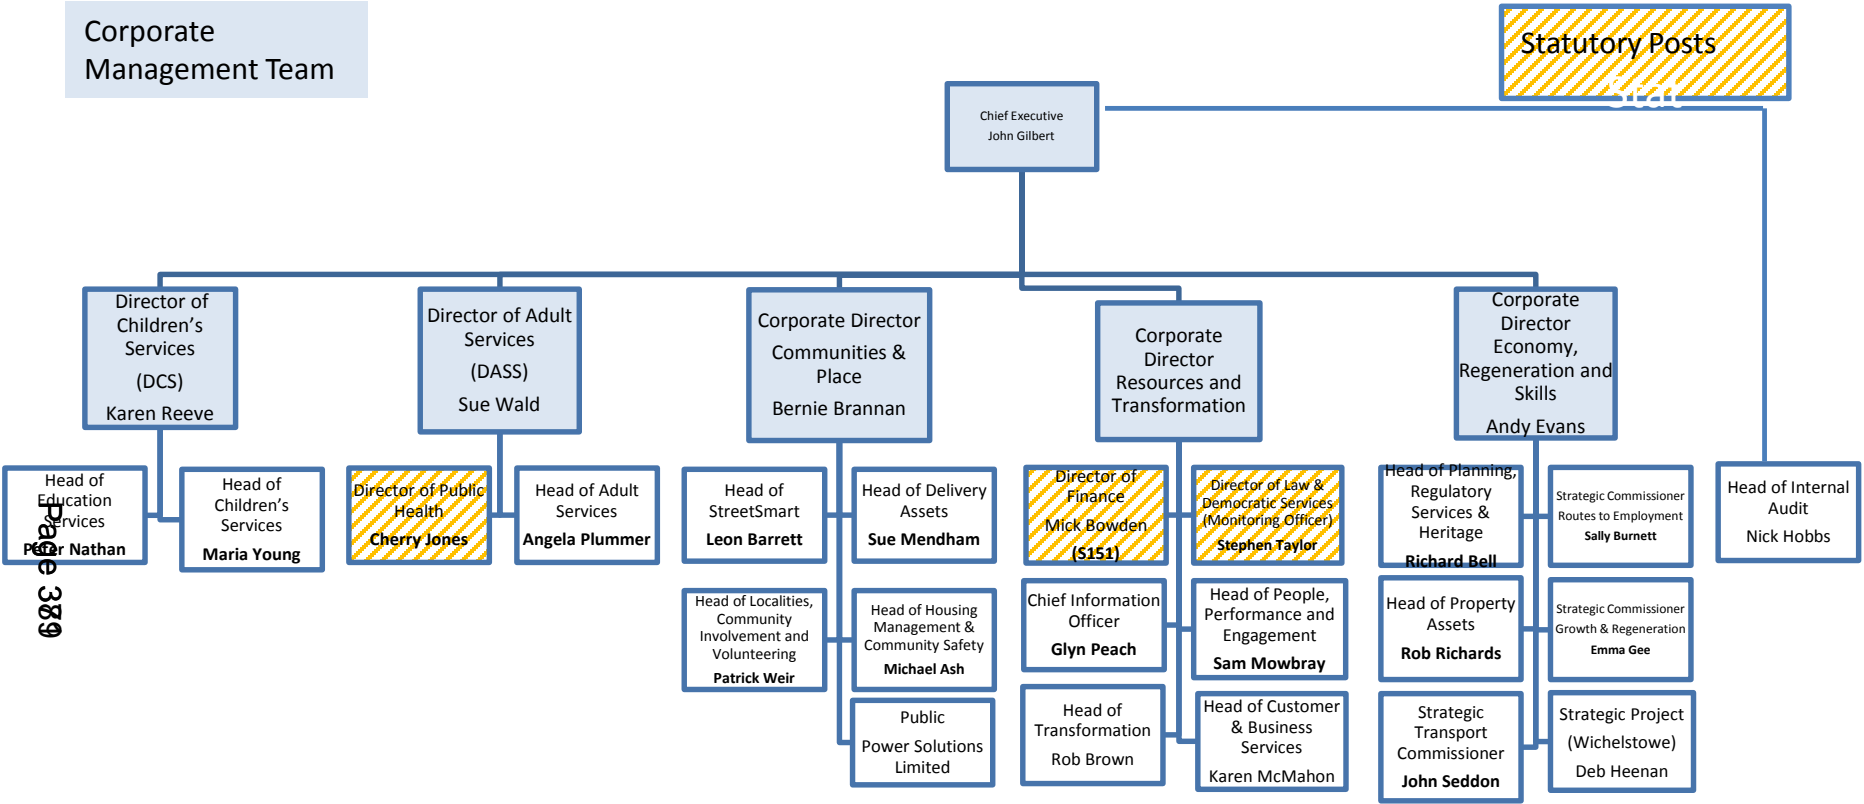 Corporate
Management Team
Statutory Posts
Stat
Chief Executive
John Gilbert
Director of
Children’s
Services
(DCS)
Karen Reeve
Director of Adult
Services
(DASS)
Sue Wald
Corporate Director
Communities &
Place
Bernie Brannan
Corporate
Director
Resources and
Transformation
Corporate
Director
Economy,
Regeneration and
Skills
Andy Evans
Head of
Education
Services
Peter Nathan
Head of
Children’s
Services
Maria Young
Director of Public
Health
Cherry Jones
Head of Adult
Services
Angela Plummer
Head of
StreetSmart
Leon Barrett
Head of Delivery
Assets
Sue Mendham
Director of
Finance
Mick Bowden
(S151)
Director of Law &
Democratic Services
(Monitoring Officer)
Stephen Taylor
Head of Planning,
Regulatory
Services &
Heritage
Richard Bell
Strategic Commissioner
Routes to Employment
Sally Burnett
Head of Internal
Audit
Nick Hobbs
Head of Localities,
Community
Involvement and
Volunteering
Patrick Weir
Head of Housing
Management &
Community Safety
Michael Ash
Chief Information
Officer
Glyn Peach
Head of People,
Performance and
Engagement
Sam Mowbray
Head of Property
Assets
Rob Richards
Strategic Commissioner
Growth & Regeneration
Emma Gee
Public
Power Solutions
Limited
Head of
Transformation
Rob Brown
Head of Customer
& Business
Services
Karen McMahon
Strategic
Transport
Commissioner
John Seddon
Strategic Project
(Wichelstowe)
Deb Heenan
Page